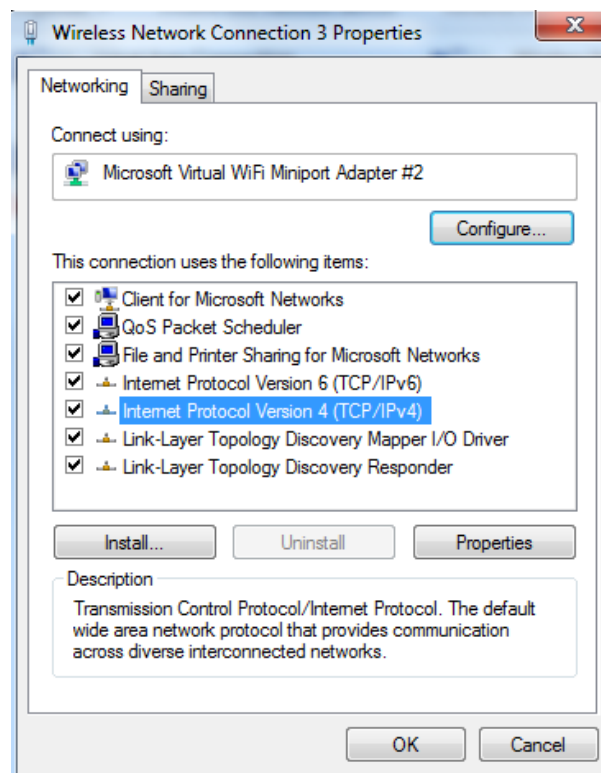 Wireless Network Connection 3 Properties
Networking
Sharing
Connect using:
Microsoft Virtual WiFi Miniport Adapter #2
Configure...
This connection uses the following items:
Client for Microsoft Networks
QoS Packet Scheduler
File and Printer Sharing for Microsoft Networks
Internet Protocol Version 6 (TCP/IPv6)
Internet Protocol Version 4 (TCP/IPv4)
Link-Layer Topology Discovery Mapper I/O Driver
Link-Layer Topology Discovery Responder
Install...
Uninstall
Properties
Description
Transmission Control Protocol/Internet Protocol. The default
wide area network protocol that provides communication
across diverse interconnected networks.
OK
Cancel